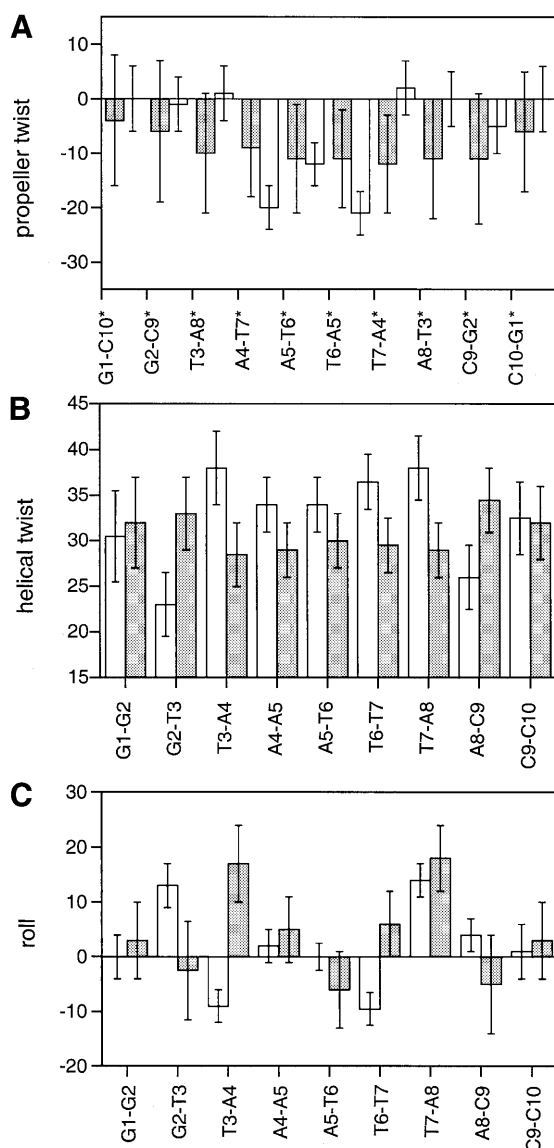 A
propeller twist
10
0
-10
-20
-30
G1-C10*
G2-C9*
T3-A8*
A4-T7*
A5-T6*
T6-A5*
T7-A4*
A8-T3*
C9-G2*
C10-G1*
B
helical twist
45
40
35
30
25
20
15
G1-G2
G2-T3
T3-A4
A4-A5
A5-T6
T6-T7
T7-A8
A8-C9
C9-C10
C
roll
30
20
10
0
-10
-20
G1-G2
G2-T3
T3-A4
A4-A5
A5-T6
T6-T7
T7-A8
A8-C9
C9-C10